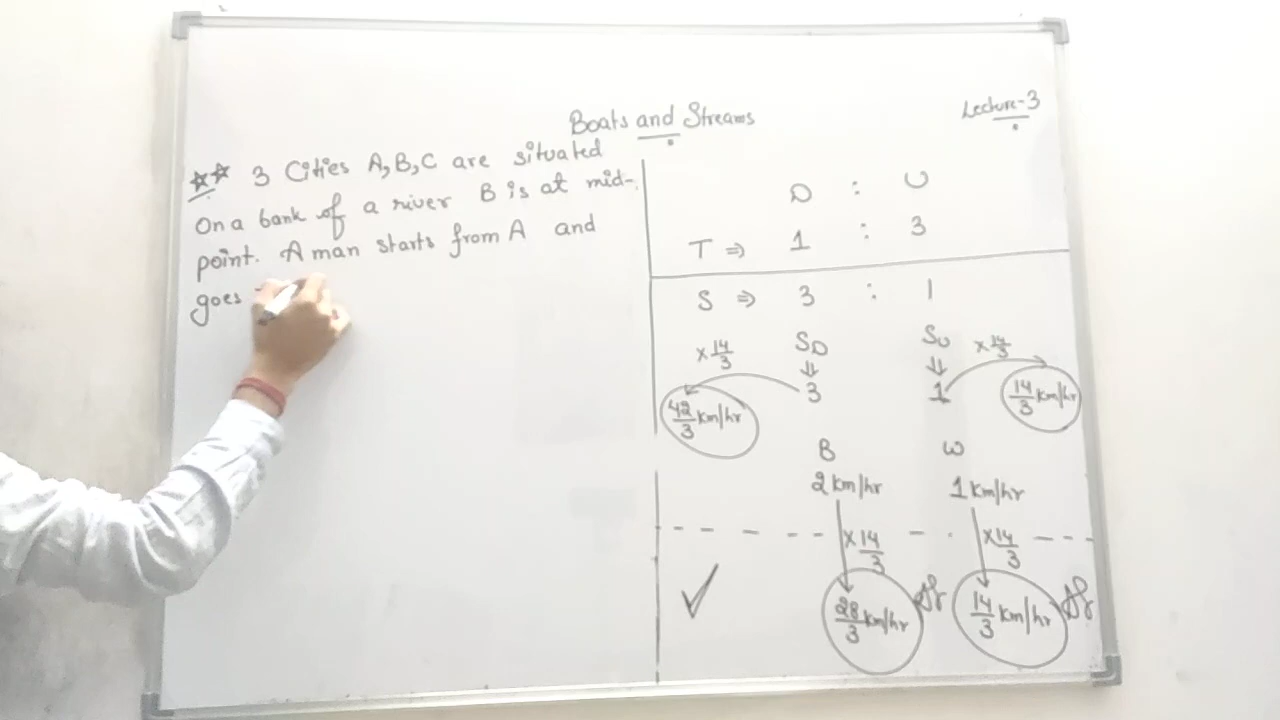 Boats and Streams
Lecture-3
3 Cities A,B,C are situated
On a bank of a river B is at mid-
point. A man starts from A and
goes
D : U
T ⇒ 1 : 3
S ⇒ 3 : 1
×14/3 S_D S_U ×14/3
⇓ ⇓
42/3 km/hr 3 1 14/3 km/hr
B W
2 km/hr 1 km/hr
×14/3 ×14/3
✓ 28/3 km/hr 14/3 km/hr